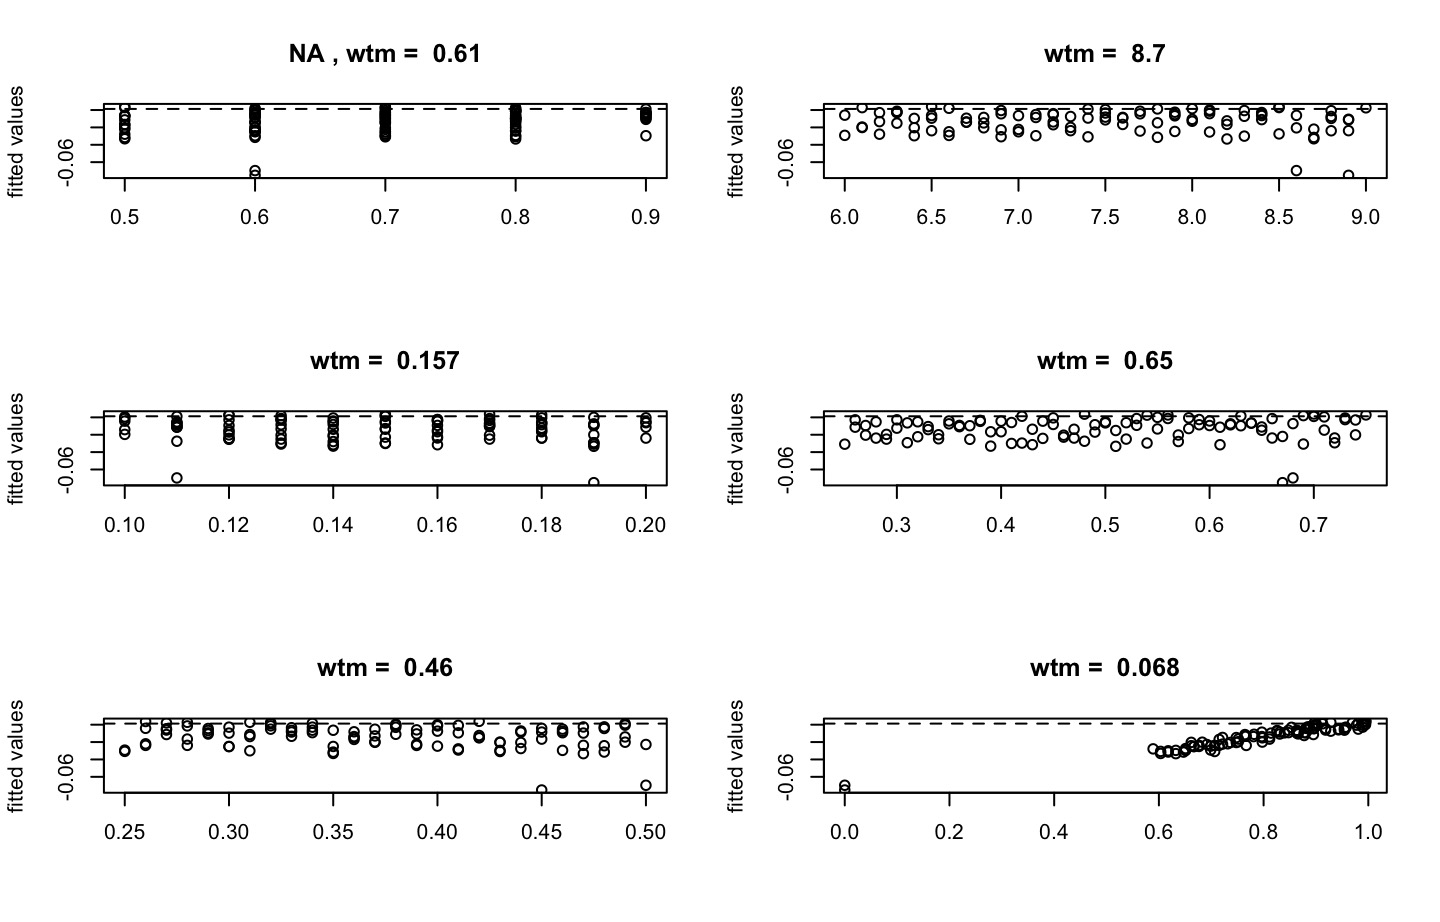 NA , wtm =  0.61
fitted values
-0.06
0.5 0.6 0.7 0.8 0.9
wtm =  8.7
fitted values
-0.06
6.0 6.5 7.0 7.5 8.0 8.5 9.0
wtm =  0.157
fitted values
-0.06
0.10 0.12 0.14 0.16 0.18 0.20
wtm =  0.65
fitted values
-0.06
0.3 0.4 0.5 0.6 0.7
wtm =  0.46
fitted values
-0.06
0.25 0.30 0.35 0.40 0.45 0.50
wtm =  0.068
fitted values
-0.06
0.0 0.2 0.4 0.6 0.8 1.0